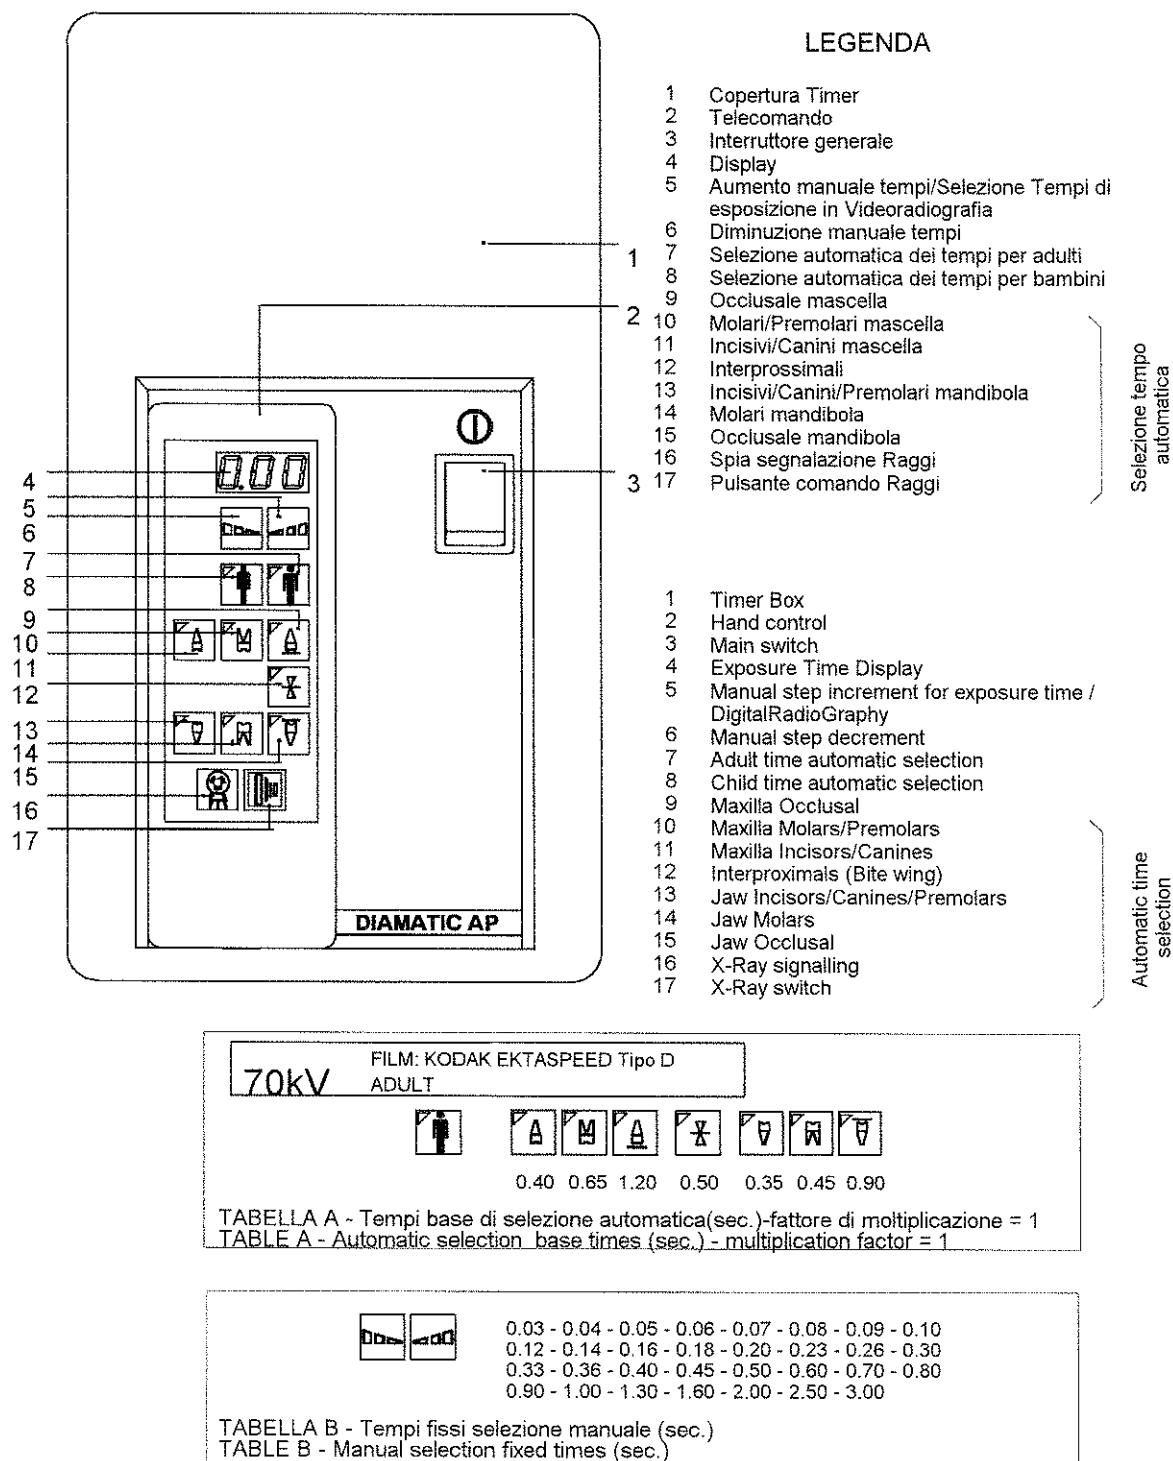 LEGENDA
1 Copertura Timer
2 Telecomando
3 Interruttore generale
4 Display
5 Aumento manuale tempi/Selezione Tempi di
esposizione in Videoradiografia
6 Diminuzione manuale tempi
7 Selezione automatica dei tempi per adulti
8 Selezione automatica dei tempi per bambini
9 Occlusale mascella
10 Molari/Premolari mascella
11 Incisivi/Canini mascella
12 Interprossimali
13 Incisivi/Canini/Premolari mandibola
14 Molari mandibola
15 Occlusale mandibola
16 Spia segnalazione Raggi
17 Pulsante comando Raggi
Selezione tempo
automatica
1
2
3
0.00
4
5
6
7
8
9
10
11
12
13
14
15
16
17
DIAMATIC AP
1 Timer Box
2 Hand control
3 Main switch
4 Exposure Time Display
5 Manual step increment for exposure time /
DigitalRadioGraphy
6 Manual step decrement
7 Adult time automatic selection
8 Child time automatic selection
9 Maxilla Occlusal
10 Maxilla Molars/Premolars
11 Maxilla Incisors/Canines
12 Interproximals (Bite wing)
13 Jaw Incisors/Canines/Premolars
14 Jaw Molars
15 Jaw Occlusal
16 X-Ray signalling
17 X-Ray switch
Automatic time
selection
70kV
FILM: KODAK EKTASPEED Tipo D
ADULT
0.40 0.65 1.20 0.50 0.35 0.45 0.90
TABELLA A - Tempi base di selezione automatica(sec.)-fattore di moltiplicazione = 1
TABLE A - Automatic selection base times (sec.) - multiplication factor = 1
0.03 - 0.04 - 0.05 - 0.06 - 0.07 - 0.08 - 0.09 - 0.10
0.12 - 0.14 - 0.16 - 0.18 - 0.20 - 0.23 - 0.26 - 0.30
0.33 - 0.36 - 0.40 - 0.45 - 0.50 - 0.60 - 0.70 - 0.80
0.90 - 1.00 - 1.30 - 1.60 - 2.00 - 2.50 - 3.00
TABELLA B - Tempi fissi selezione manuale (sec.)
TABLE B - Manual selection fixed times (sec.)